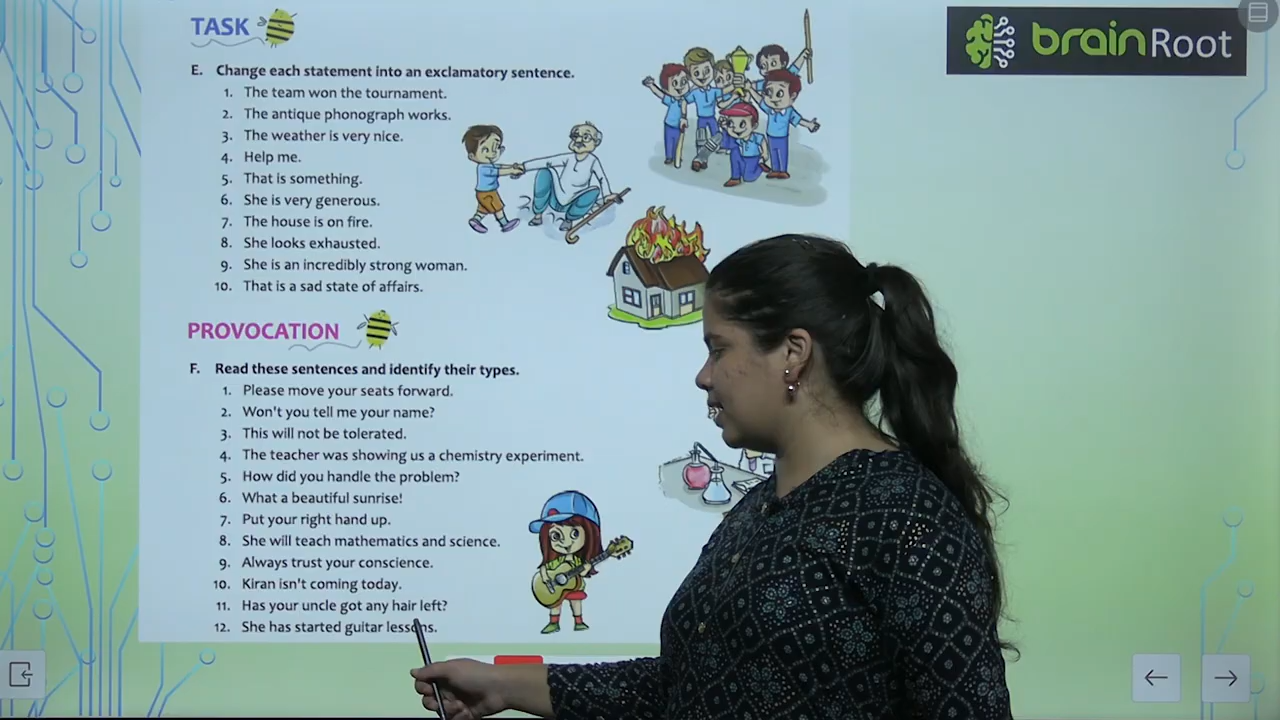 TASK
E. Change each statement into an exclamatory sentence.
1. The team won the tournament.
2. The antique phonograph works.
3. The weather is very nice.
4. Help me.
5. That is something.
6. She is very generous.
7. The house is on fire.
8. She looks exhausted.
9. She is an incredibly strong woman.
10. That is a sad state of affairs.
PROVOCATION
F. Read these sentences and identify their types.
1. Please move your seats forward.
2. Won't you tell me your name?
3. This will not be tolerated.
4. The teacher was showing us a chemistry experiment.
5. How did you handle the problem?
6. What a beautiful sunrise!
7. Put your right hand up.
8. She will teach mathematics and science.
9. Always trust your conscience.
10. Kiran isn't coming today.
11. Has your uncle got any hair left?
12. She has started guitar lessons.
brainRoot